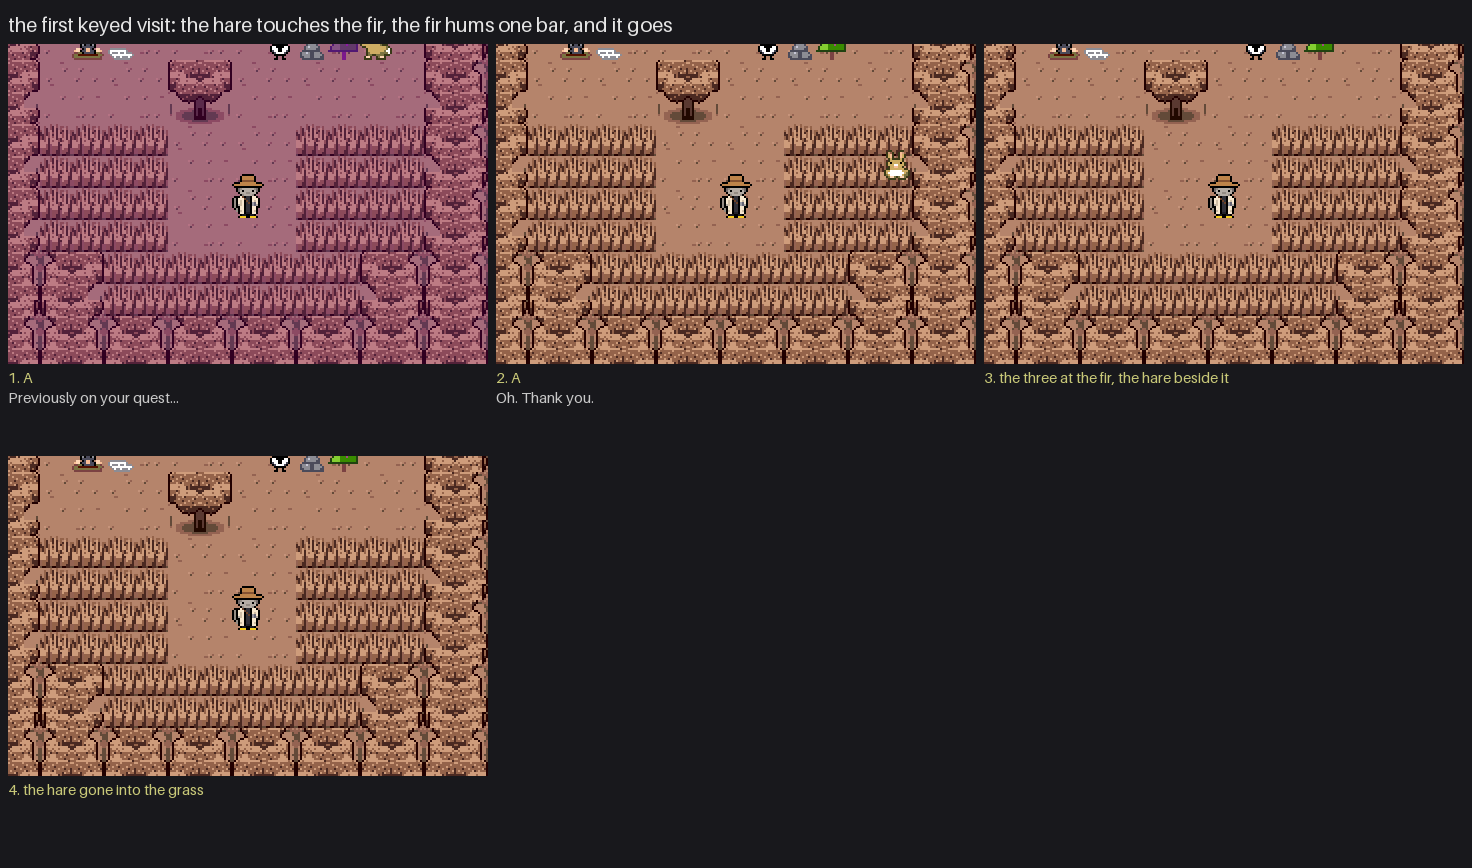 the first keyed visit: the hare touches the fir, the fir hums one bar, and it goes
1. A
Previously on your quest...
2. A
Oh. Thank you.
3. the three at the fir, the hare beside it
4. the hare gone into the grass